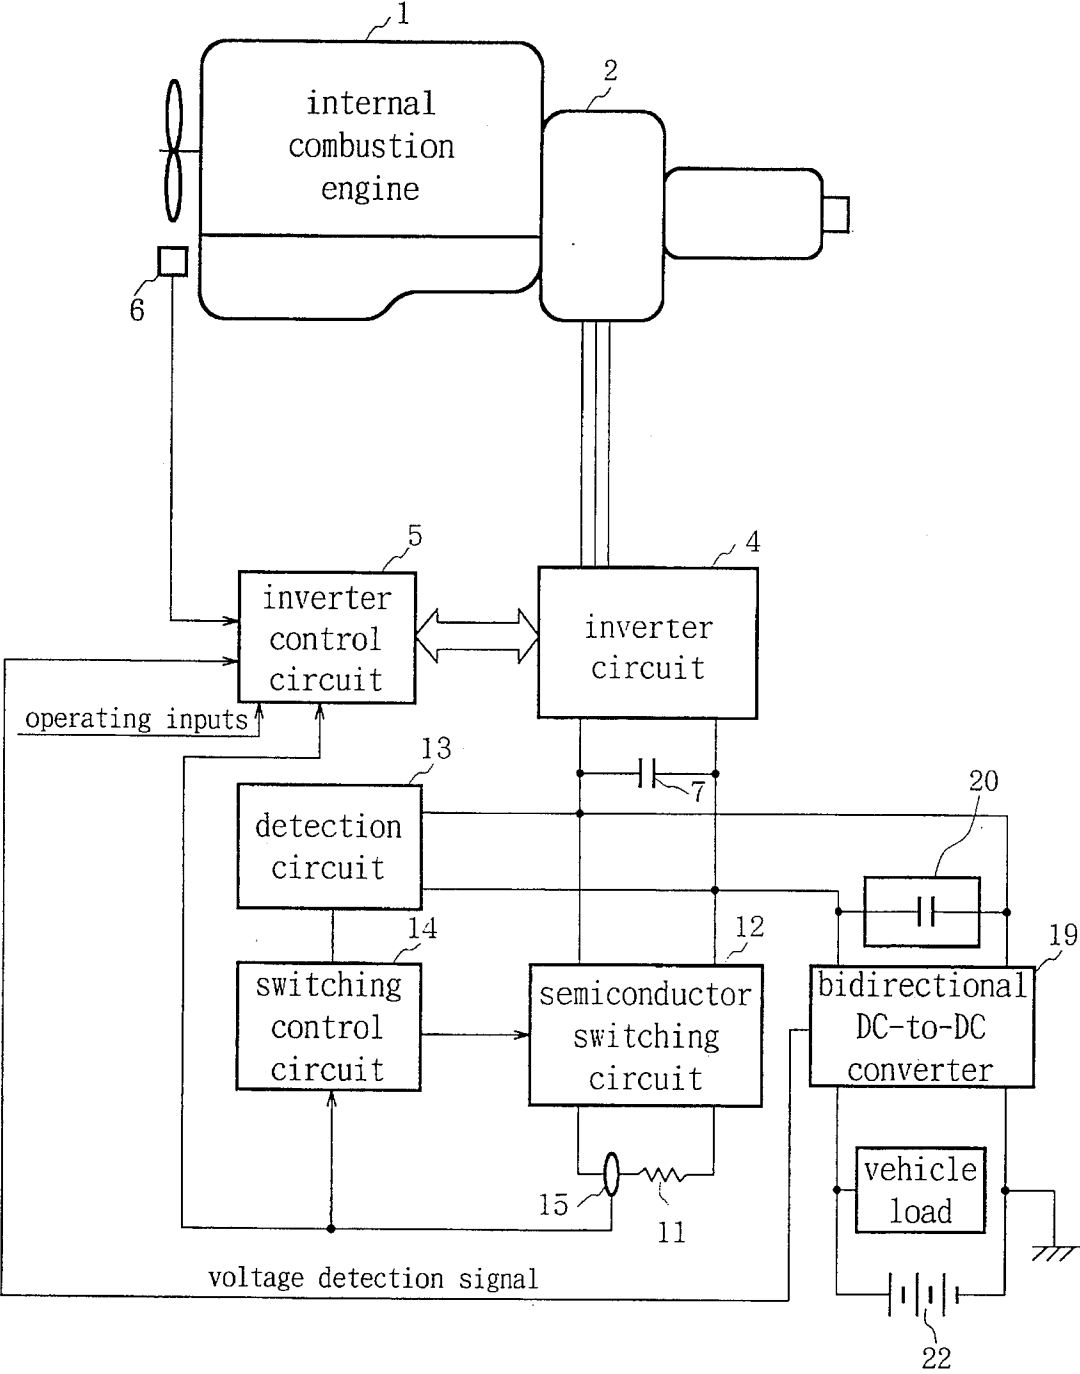 1
internal
combustion
engine
2
6
5
inverter
control
circuit
4
inverter
circuit
operating inputs
13
detection
circuit
7
20
14
switching
control
circuit
12
semiconductor
switching
circuit
19
bidirectional
DC-to-DC
converter
15
11
vehicle
load
voltage detection signal
22